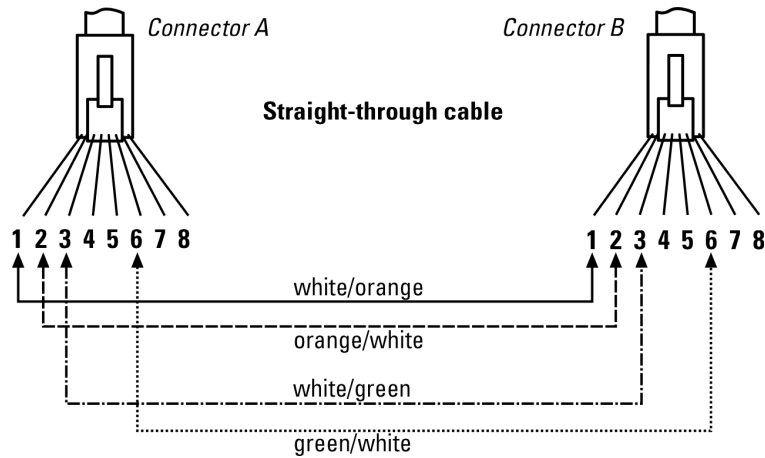 Connector A
Connector B
Straight-through cable
1 2 3 4 5 6 7 8
1 2 3 4 5 6 7 8
white/orange
orange/white
white/green
green/white